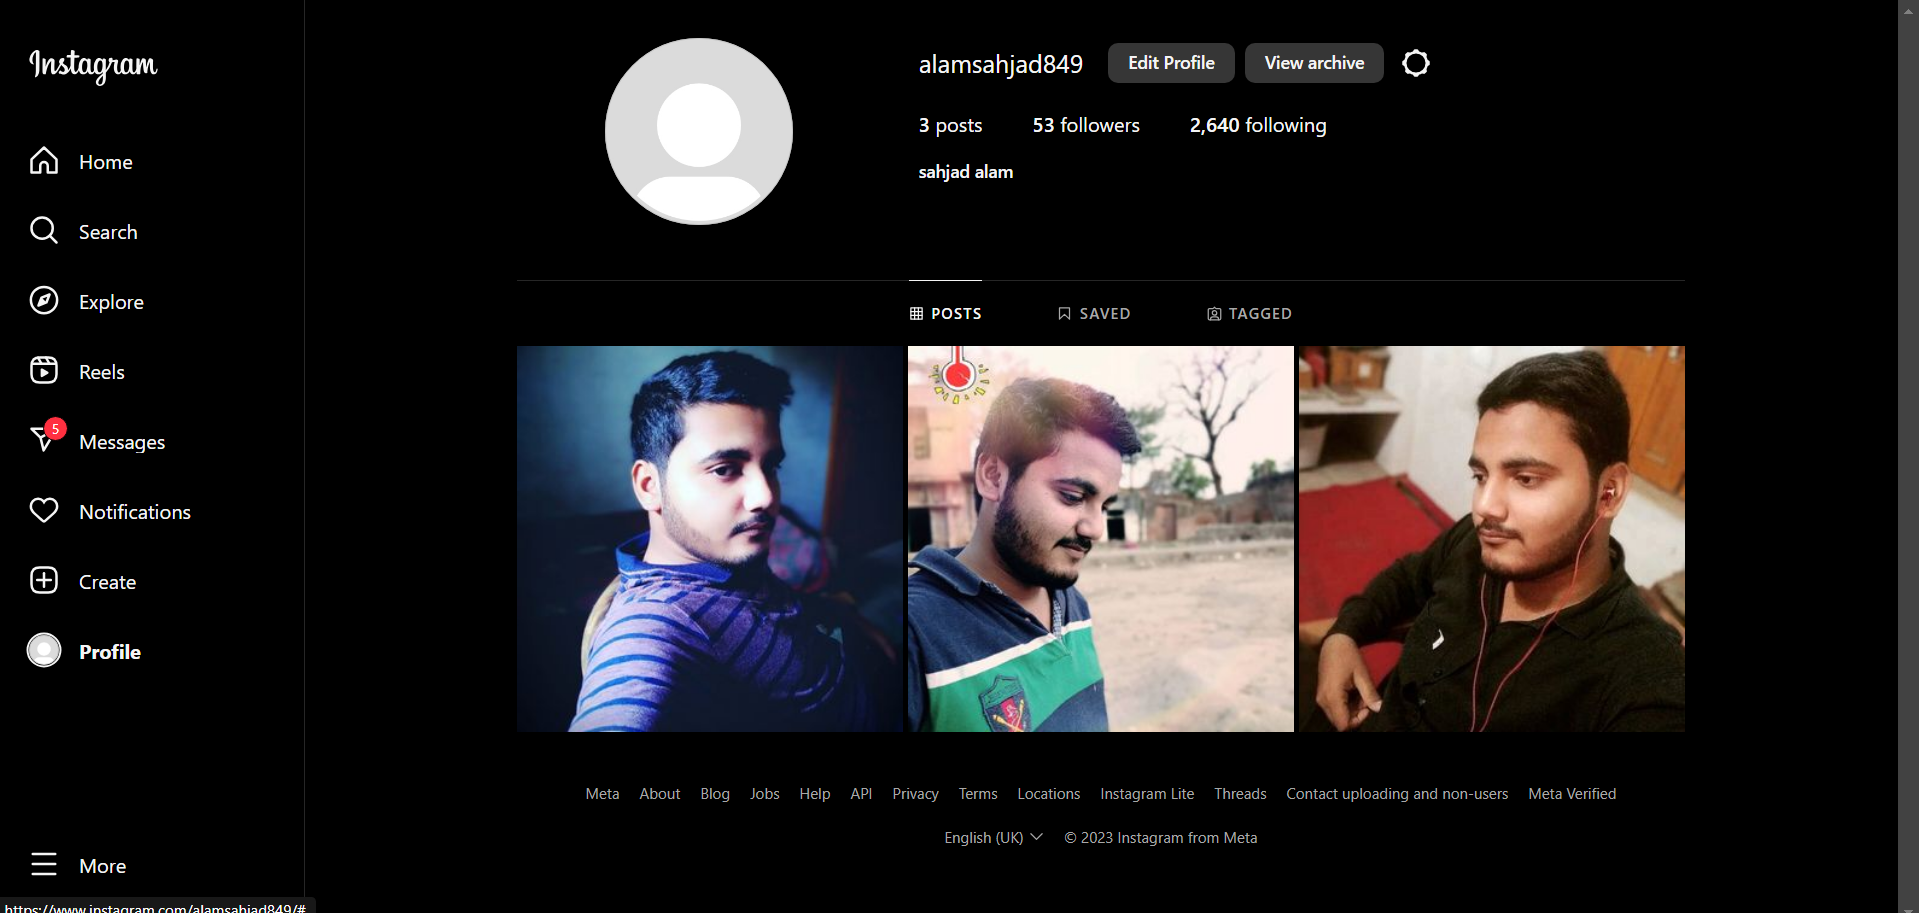 Instagram
Home
Search
Explore
Reels
5
Messages
Notifications
Create
Profile
More
alamsahjad849
Edit Profile
View archive
3 posts
53 followers
2,640 following
sahjad alam
POSTS
SAVED
TAGGED
Meta
About
Blog
Jobs
Help
API
Privacy
Terms
Locations
Instagram Lite
Threads
Contact uploading and non-users
Meta Verified
English (UK)
© 2023 Instagram from Meta
https://www.instagram.com/alamsahjad849/#